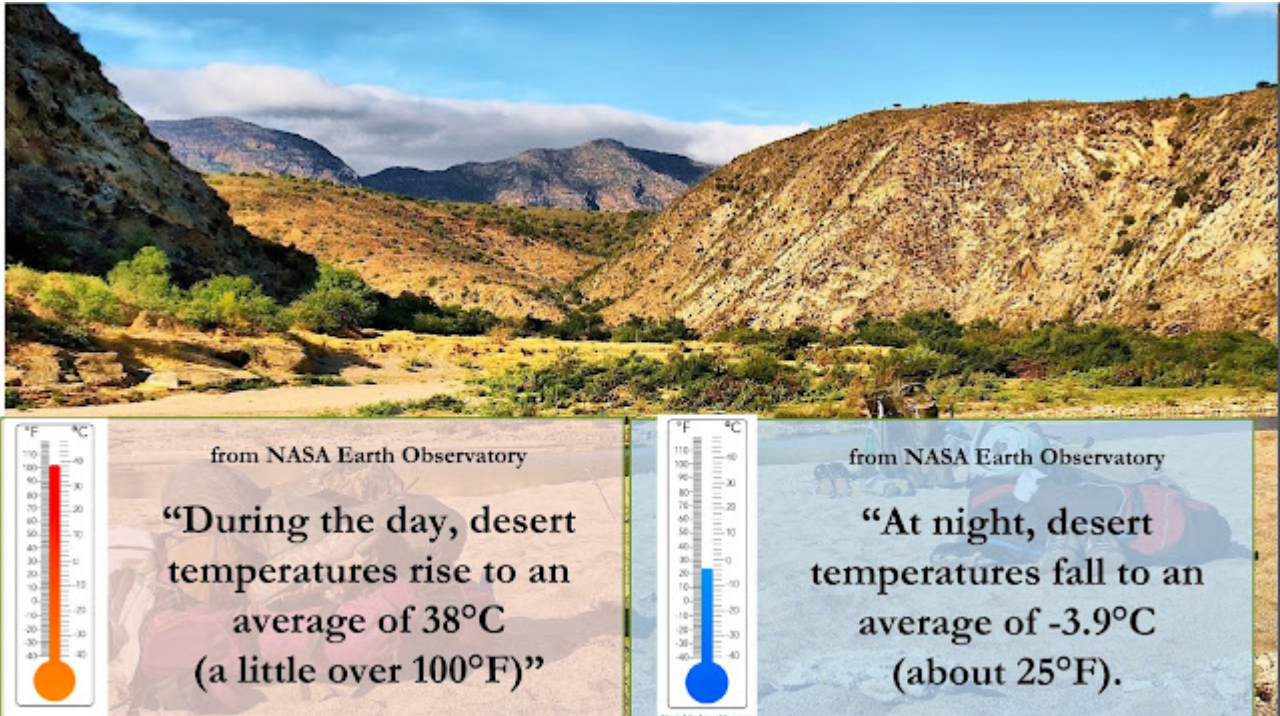 °F °C
from NASA Earth Observatory
“During the day, desert
temperatures rise to an
average of 38°C
(a little over 100°F)”
°F °C
from NASA Earth Observatory
“At night, desert
temperatures fall to an
average of -3.9°C
(about 25°F).